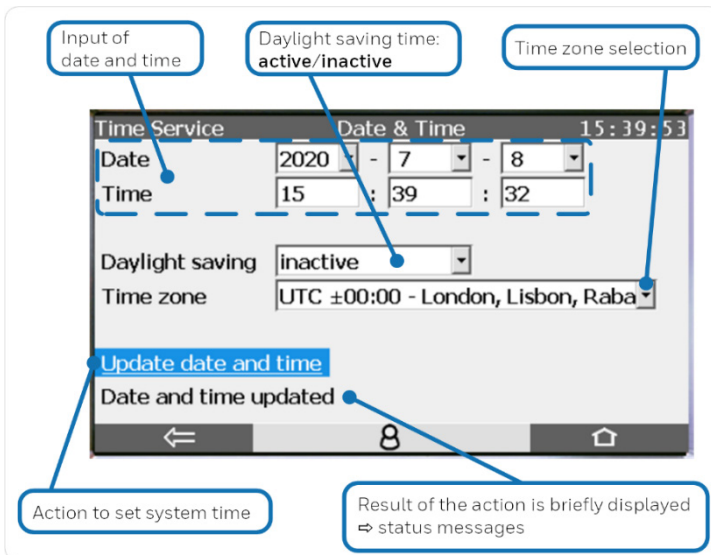 Input of
date and time
Daylight saving time:
active/inactive
Time zone selection
Time Service Date & Time 15:39:53
Date 2020 - 7 - 8
Time 15 : 39 : 32
Daylight saving inactive
Time zone UTC ±00:00 - London, Lisbon, Raba
Update date and time
Date and time updated
⇐ 8
Action to set system time
Result of the action is briefly displayed
⇨ status messages